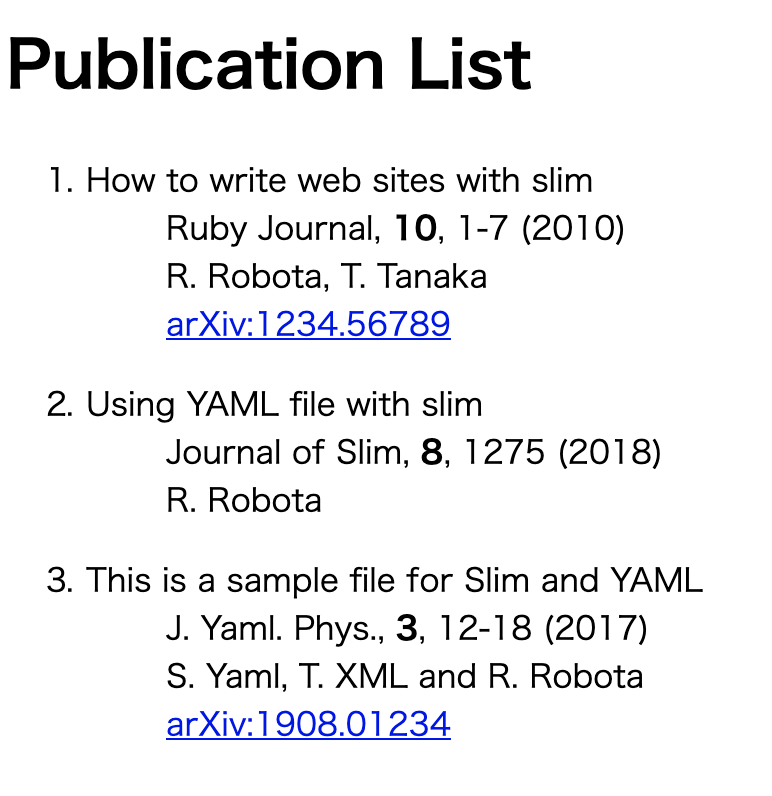 Publication List
1. How to write web sites with slim
Ruby Journal, 10, 1-7 (2010)
R. Robota, T. Tanaka
arXiv:1234.56789
2. Using YAML file with slim
Journal of Slim, 8, 1275 (2018)
R. Robota
3. This is a sample file for Slim and YAML
J. Yaml. Phys., 3, 12-18 (2017)
S. Yaml, T. XML and R. Robota
arXiv:1908.01234